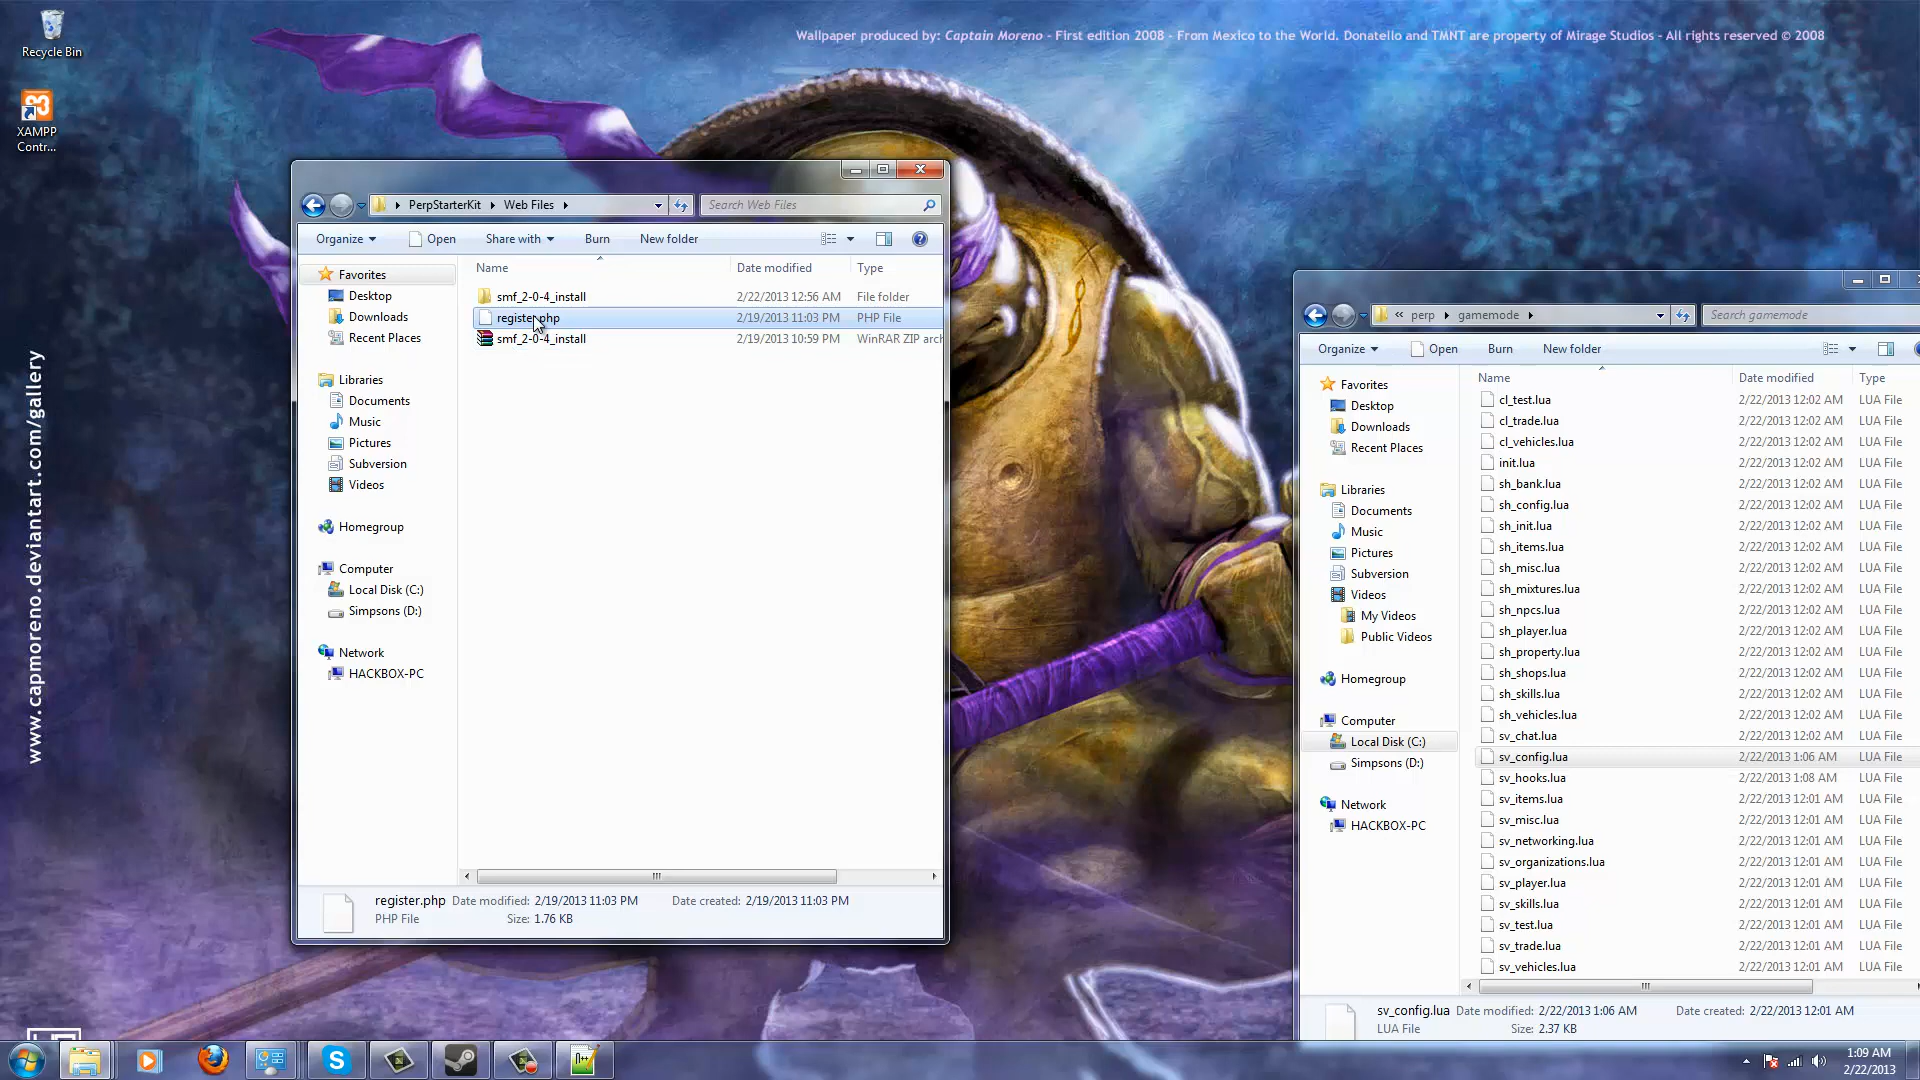 Recycle Bin
XAMPP
Contr...
Wallpaper produced by: Captain Moreno - First edition 2008 - From Mexico to the World. Donatello and TMNT are property of Mirage Studios - All rights reserved © 2008
www.capmoreno.deviantart.com/gallery
PerpStarterKit
Web Files
Search Web Files
Organize
Open
Share with
Burn
New folder
Favorites
Desktop
Downloads
Recent Places
Libraries
Documents
Music
Pictures
Subversion
Videos
Homegroup
Computer
Local Disk (C:)
Simpsons (D:)
Network
HACKBOX-PC
Name Date modified Type
smf_2-0-4_install 2/22/2013 12:56 AM File folder
register.php 2/19/2013 11:03 PM PHP File
smf_2-0-4_install 2/19/2013 10:59 PM WinRAR ZIP arch
register.php Date modified: 2/19/2013 11:03 PM Date created: 2/19/2013 11:03 PM
PHP File Size: 1.76 KB
« perp gamemode
Search gamemode
Organize
Open
Burn
New folder
Favorites
Desktop
Downloads
Recent Places
Libraries
Documents
Music
Pictures
Subversion
Videos
My Videos
Public Videos
Homegroup
Computer
Local Disk (C:)
Simpsons (D:)
Network
HACKBOX-PC
Name Date modified Type
cl_test.lua 2/22/2013 12:02 AM LUA File
cl_trade.lua 2/22/2013 12:02 AM LUA File
cl_vehicles.lua 2/22/2013 12:02 AM LUA File
init.lua 2/22/2013 12:02 AM LUA File
sh_bank.lua 2/22/2013 12:02 AM LUA File
sh_config.lua 2/22/2013 12:02 AM LUA File
sh_init.lua 2/22/2013 12:02 AM LUA File
sh_items.lua 2/22/2013 12:02 AM LUA File
sh_misc.lua 2/22/2013 12:02 AM LUA File
sh_mixtures.lua 2/22/2013 12:02 AM LUA File
sh_npcs.lua 2/22/2013 12:02 AM LUA File
sh_player.lua 2/22/2013 12:02 AM LUA File
sh_property.lua 2/22/2013 12:02 AM LUA File
sh_shops.lua 2/22/2013 12:02 AM LUA File
sh_skills.lua 2/22/2013 12:02 AM LUA File
sh_vehicles.lua 2/22/2013 12:02 AM LUA File
sv_chat.lua 2/22/2013 12:01 AM LUA File
sv_config.lua 2/22/2013 1:06 AM LUA File
sv_hooks.lua 2/22/2013 1:08 AM LUA File
sv_items.lua 2/22/2013 12:01 AM LUA File
sv_misc.lua 2/22/2013 12:01 AM LUA File
sv_networking.lua 2/22/2013 12:01 AM LUA File
sv_organizations.lua 2/22/2013 12:01 AM LUA File
sv_player.lua 2/22/2013 12:01 AM LUA File
sv_skills.lua 2/22/2013 12:01 AM LUA File
sv_test.lua 2/22/2013 12:01 AM LUA File
sv_trade.lua 2/22/2013 12:01 AM LUA File
sv_vehicles.lua 2/22/2013 12:01 AM LUA File
sv_config.lua Date modified: 2/22/2013 1:06 AM Date created: 2/22/2013 12:01 AM
LUA File Size: 2.37 KB
1:09 AM
2/22/2013